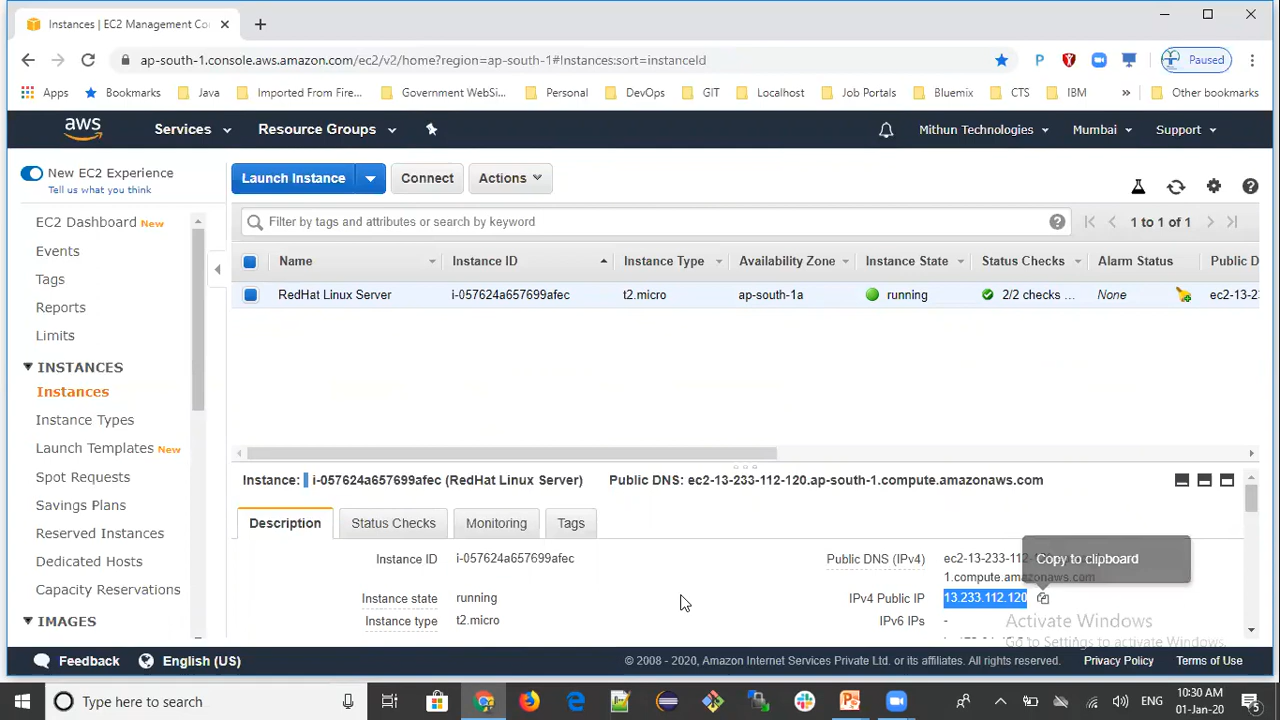 Instances | EC2 Management Co
ap-south-1.console.aws.amazon.com/ec2/v2/home?region=ap-south-1#Instances:sort=instanceId
Paused
Apps Bookmarks Java Imported From Fire... Government WebSi... Personal DevOps GIT Localhost Job Portals Bluemix CTS IBM » Other bookmarks
aws Services Resource Groups Mithun Technologies Mumbai Support
New EC2 Experience
Tell us what you think
Launch Instance Connect Actions
EC2 Dashboard New
Filter by tags and attributes or search by keyword
1 to 1 of 1
Events
Tags
Reports
Limits
INSTANCES
Instances
Instance Types
Launch Templates New
Spot Requests
Savings Plans
Reserved Instances
Dedicated Hosts
Capacity Reservations
IMAGES
Name Instance ID Instance Type Availability Zone Instance State Status Checks Alarm Status Public D
RedHat Linux Server i-057624a657699afec t2.micro ap-south-1a running 2/2 checks ... None ec2-13-2
Instance: i-057624a657699afec (RedHat Linux Server) Public DNS: ec2-13-233-112-120.ap-south-1.compute.amazonaws.com
Description Status Checks Monitoring Tags
Instance ID i-057624a657699afec Public DNS (IPv4) ec2-13-233-112-
1.compute.amazonaws.com
Copy to clipboard
Instance state running IPv4 Public IP 13.233.112.120
Instance type t2.micro IPv6 IPs -
Activate Windows
Go to Settings to activate Windows.
Feedback English (US) © 2008 - 2020, Amazon Internet Services Private Ltd. or its affiliates. All rights reserved. Privacy Policy Terms of Use
Type here to search
ENG
10:30 AM
01-Jan-20
5